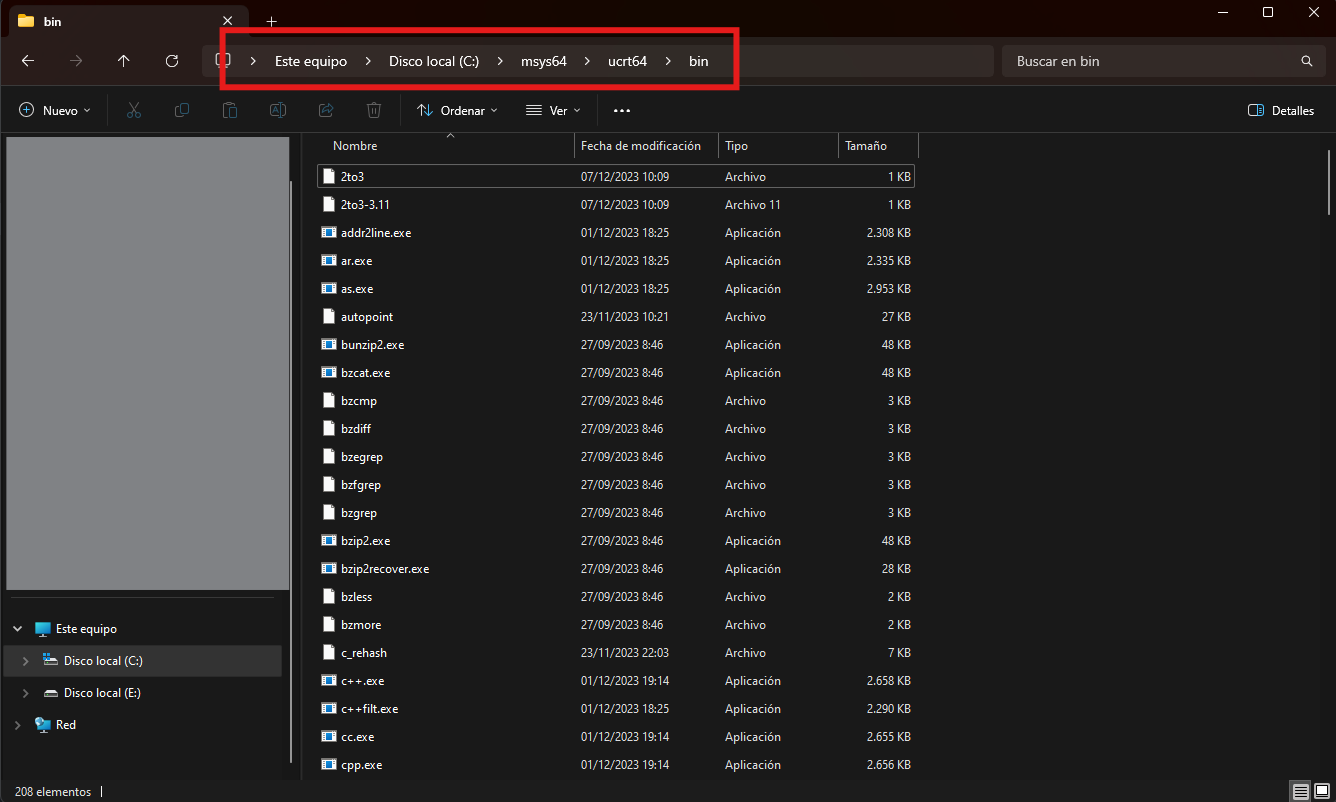 bin
Este equipo > Disco local (C:) > msys64 > ucrt64 > bin
Buscar en bin
Nuevo
Ordenar
Ver
Detalles
Nombre Fecha de modificación Tipo Tamaño
2to3 07/12/2023 10:09 Archivo 1 KB
2to3-3.11 07/12/2023 10:09 Archivo 11 1 KB
addr2line.exe 01/12/2023 18:25 Aplicación 2.308 KB
ar.exe 01/12/2023 18:25 Aplicación 2.335 KB
as.exe 01/12/2023 18:25 Aplicación 2.953 KB
autopoint 23/11/2023 10:21 Archivo 27 KB
bunzip2.exe 27/09/2023 8:46 Aplicación 48 KB
bzcat.exe 27/09/2023 8:46 Aplicación 48 KB
bzcmp 27/09/2023 8:46 Archivo 3 KB
bzdiff 27/09/2023 8:46 Archivo 3 KB
bzegrep 27/09/2023 8:46 Archivo 3 KB
bzfgrep 27/09/2023 8:46 Archivo 3 KB
bzgrep 27/09/2023 8:46 Archivo 3 KB
bzip2.exe 27/09/2023 8:46 Aplicación 48 KB
bzip2recover.exe 27/09/2023 8:46 Aplicación 28 KB
bzless 27/09/2023 8:46 Archivo 2 KB
bzmore 27/09/2023 8:46 Archivo 2 KB
c_rehash 23/11/2023 22:03 Archivo 7 KB
c++.exe 01/12/2023 19:14 Aplicación 2.658 KB
c++filt.exe 01/12/2023 18:25 Aplicación 2.290 KB
cc.exe 01/12/2023 19:14 Aplicación 2.655 KB
cpp.exe 01/12/2023 19:14 Aplicación 2.656 KB
Este equipo
Disco local (C:)
Disco local (E:)
Red
208 elementos